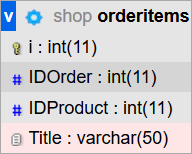 v shop orderitems
i : int(11)
# IDOrder : int(11)
# IDProduct : int(11)
Title : varchar(50)